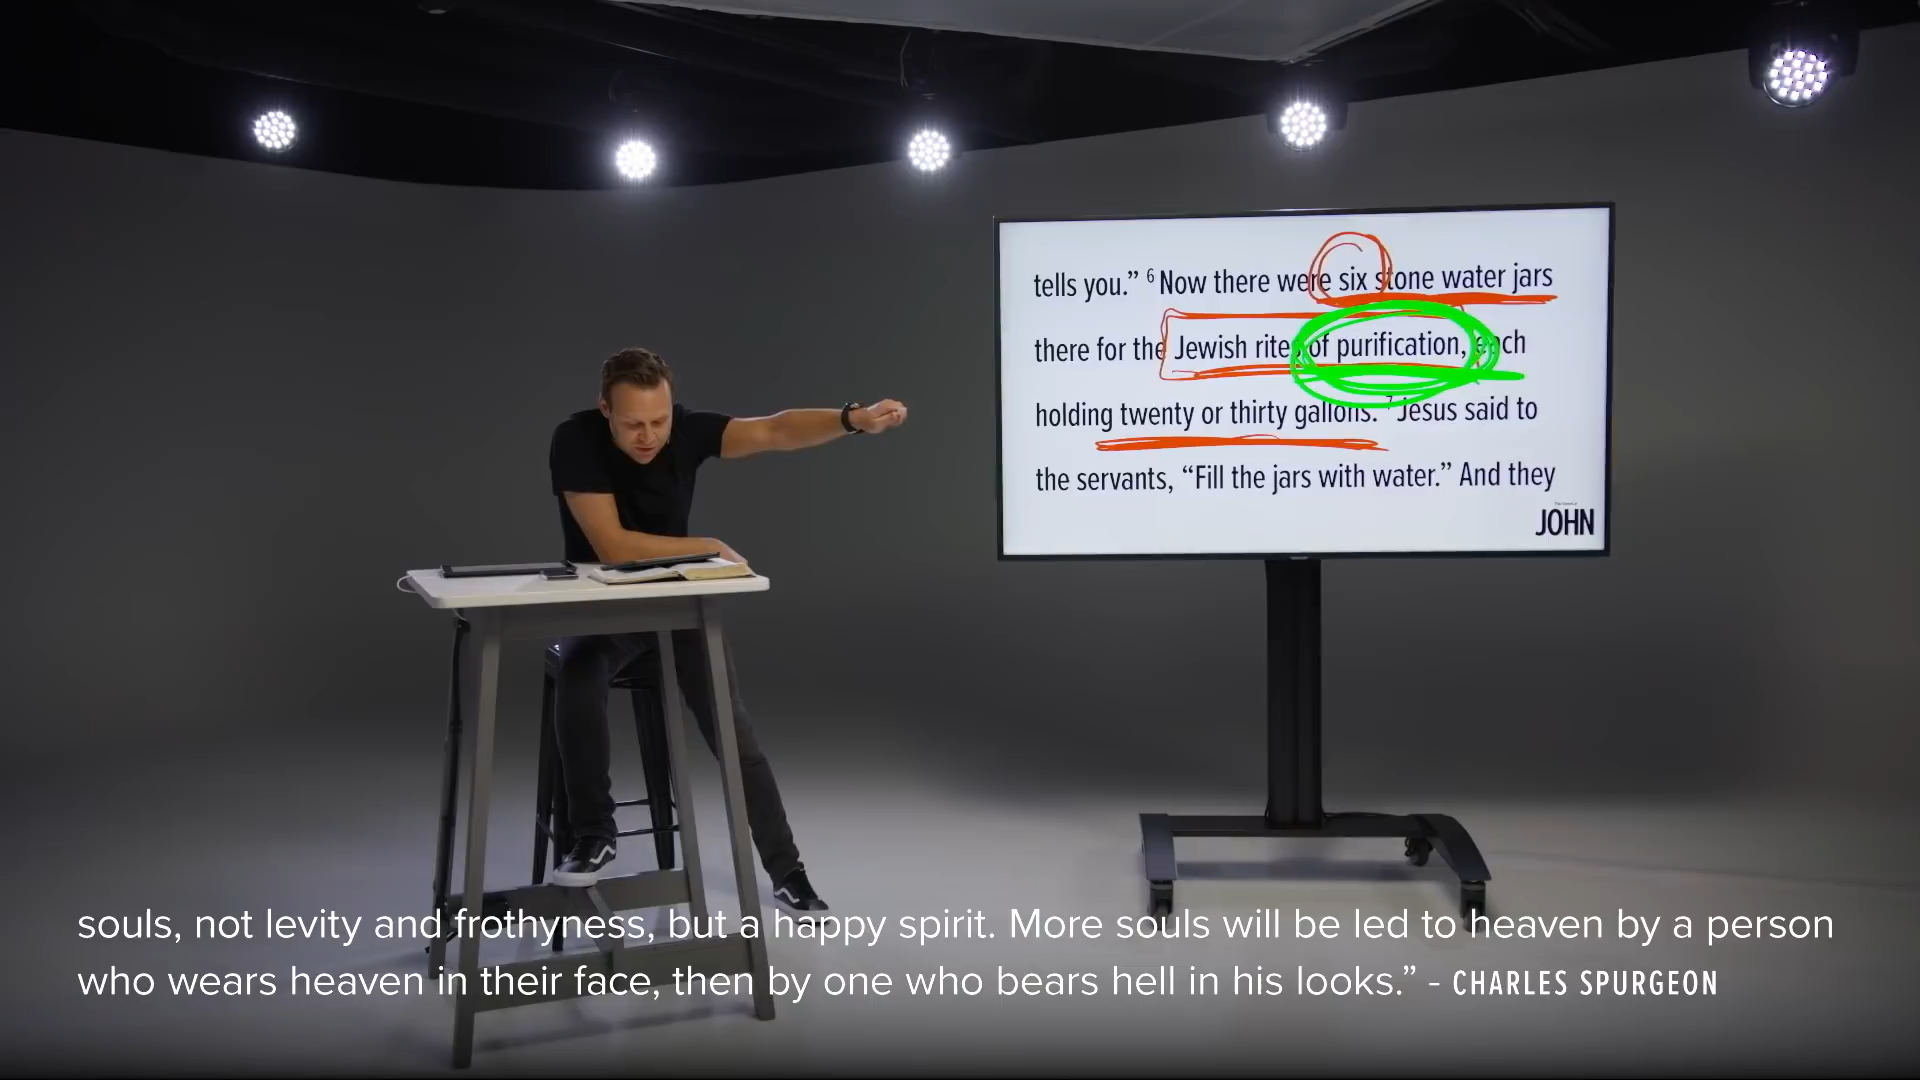 tells you.” ⁶ Now there were six stone water jars
there for the Jewish rites of purification, each
holding twenty or thirty gallons. ⁷ Jesus said to
the servants, “Fill the jars with water.” And they
JOHN
souls, not levity and frothyness, but a happy spirit. More souls will be led to heaven by a person
who wears heaven in their face, then by one who bears hell in his looks.” - CHARLES SPURGEON